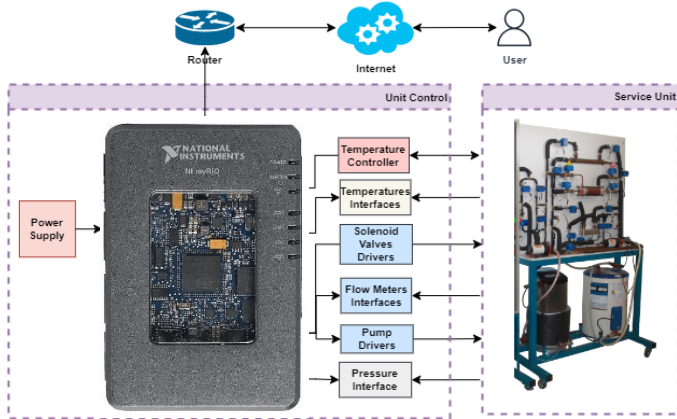 Router
Internet
User
Unit Control
Service Unit
NATIONAL
INSTRUMENTS
NI myRIO
POWER
Temperature
Controller
Temperatures
Interfaces
Power
Supply
Solenoid
Valves
Drivers
Flow Meters
Interfaces
Pump
Drivers
Pressure
Interface